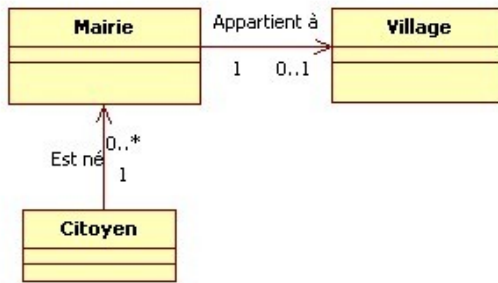 Mairie
Appartient à
Village
1
0..1
Est né
0..*
1
Citoyen